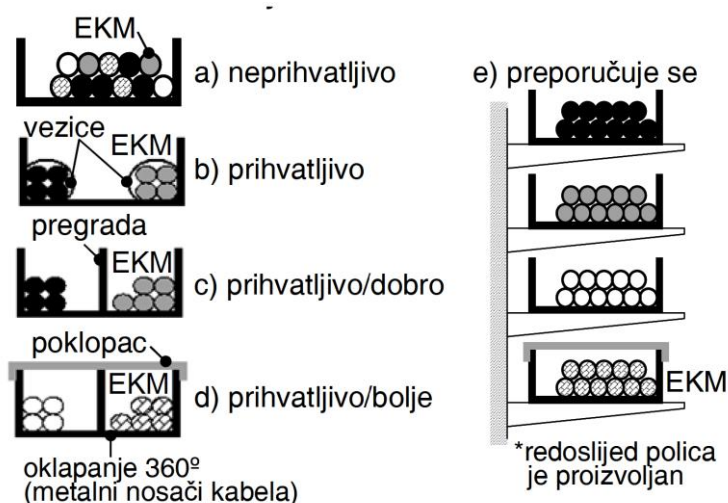 EKM
a) neprihvatljivo
vezice
EKM
b) prihvatljivo
pregrada
EKM
c) prihvatljivo/dobro
poklopac
EKM
d) prihvatljivo/bolje
oklapanje 360º
(metalni nosači kabela)
e) preporučuje se
EKM
*redoslijed polica
je proizvoljan